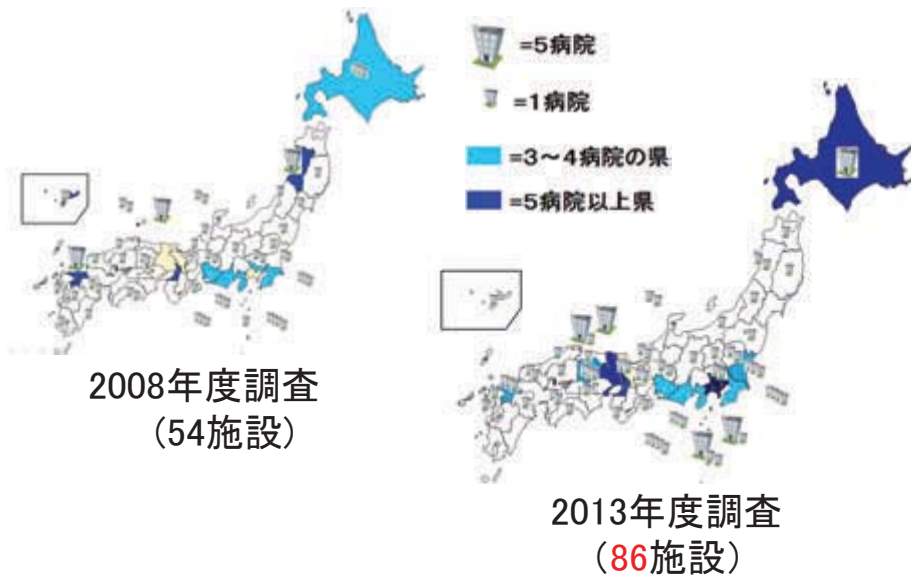 =5病院
=1病院
=3〜4病院の県
=5病院以上県
2008年度調査
(54施設)
2013年度調査
(86施設)